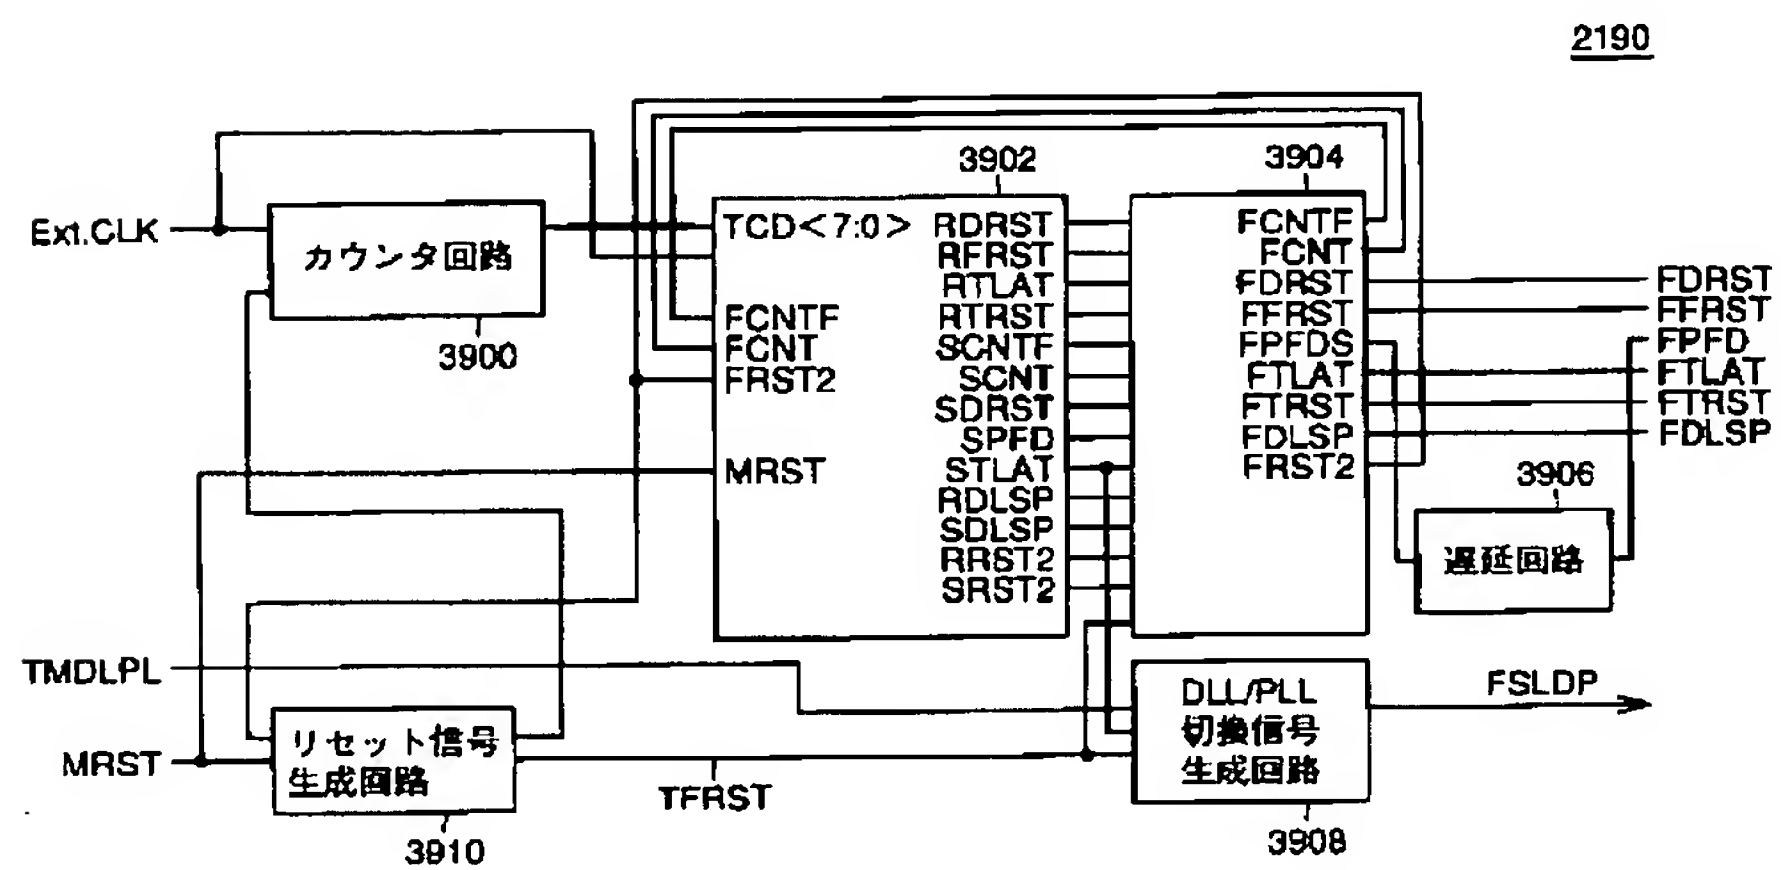 2190
3902
3904
Ext.CLK
カウンタ回路
3900
TCD<7:0>
FCNTF
FCNT
FRST2
MRST
RDRST
RFRST
RTLAT
RTRST
SCNTF
SCNT
SDRST
SPFD
STLAT
RDLSP
SDLSP
RRST2
SRST2
FCNTF
FCNT
FDRST
FFRST
FPFDS
FTLAT
FTRST
FDLSP
FRST2
FDRST
FFRST
FPFD
FTLAT
FTRST
FDLSP
3906
遅延回路
TMDLPL
MRST
リセット信号
生成回路
3910
TFRST
DLL/PLL
切換信号
生成回路
3908
FSLDP